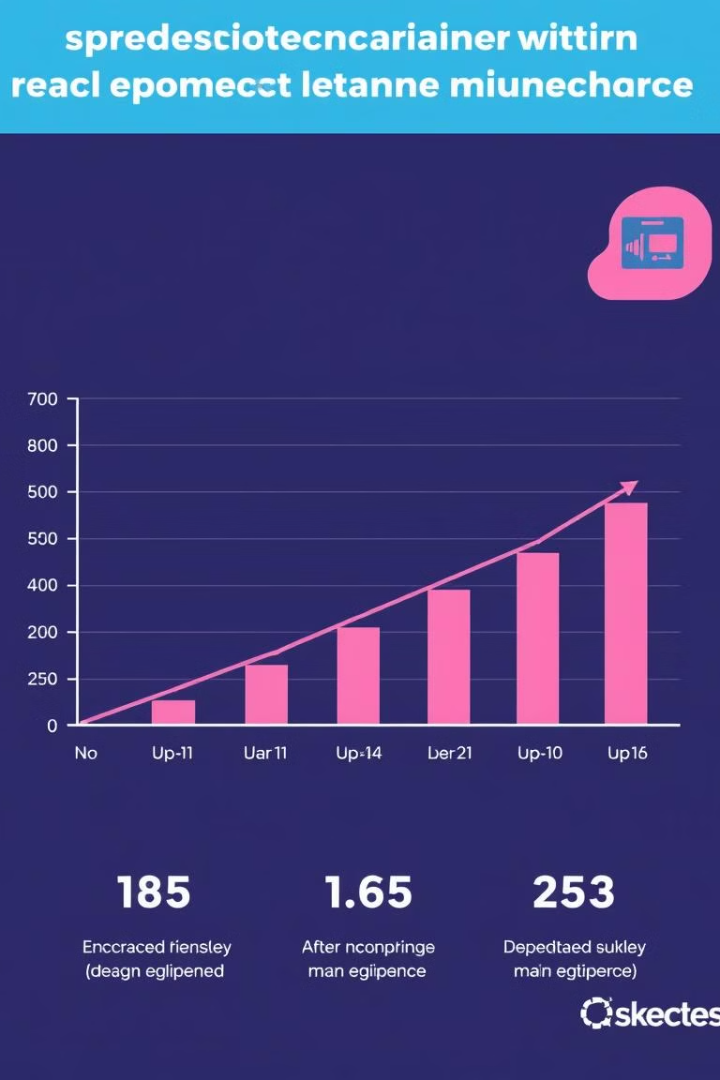 spredesciotecncariainer wittirn
reacl epomecct letanne miunecharce
700
800
500
500
400
200
250
0
No Up-11 Uar11 Up-14 Ler21 Up-10 Up16
185 1.65 253
Enccraced riensley After nconpringe Depedtaed sukley
(deagn eglipened man egiipence main egtiperce)
skectes